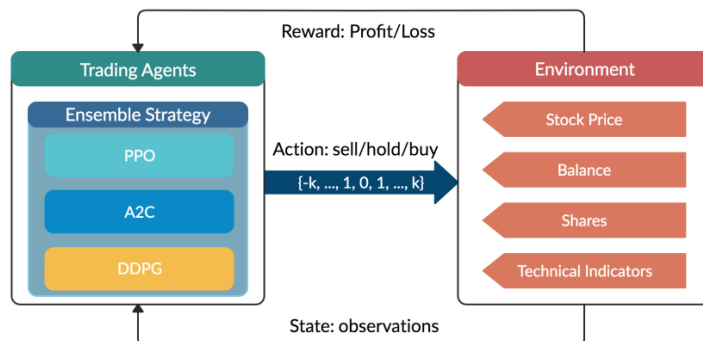 Reward: Profit/Loss
Trading Agents
Environment
Ensemble Strategy
PPO
A2C
DDPG
Action: sell/hold/buy
{-k, ..., 1, 0, 1, ..., k}
Stock Price
Balance
Shares
Technical Indicators
State: observations